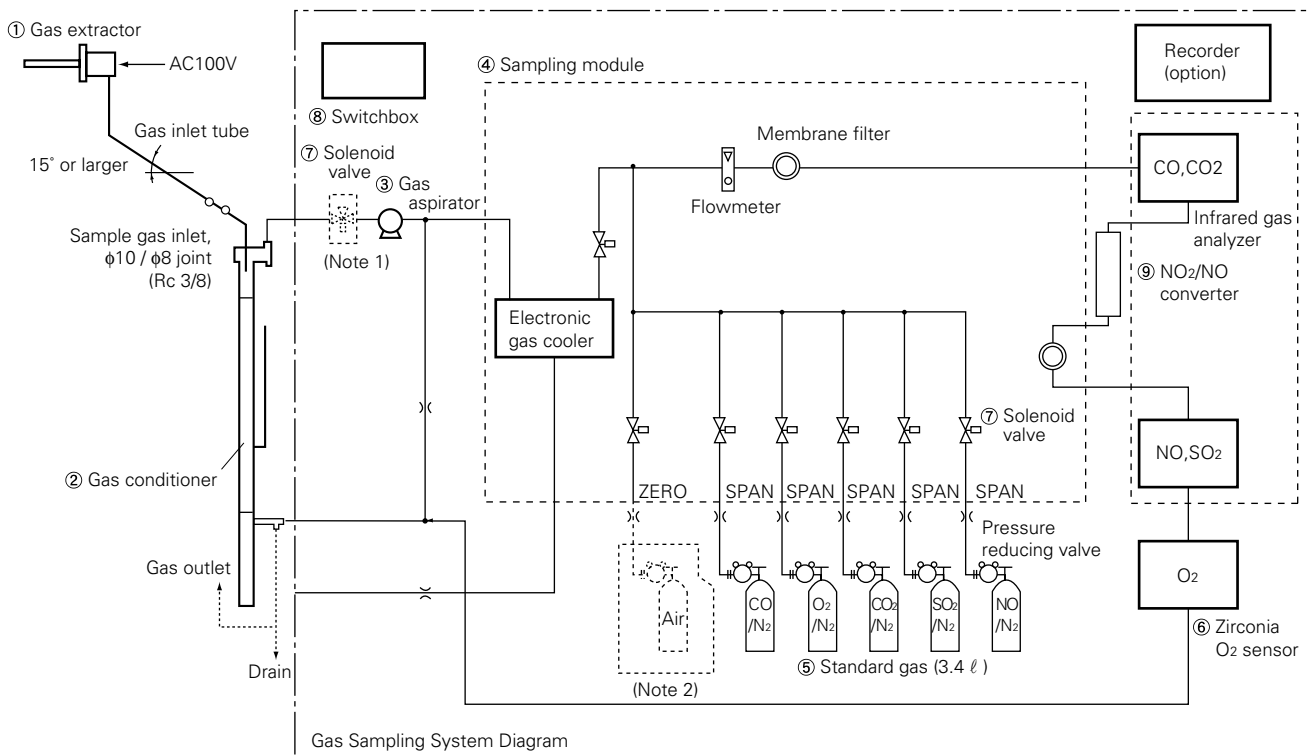 ① Gas extractor
AC100V
Gas inlet tube
15° or larger
Sample gas inlet,
ϕ10 / ϕ8 joint
(Rc 3/8)
② Gas conditioner
Gas outlet
Drain
⑧ Switchbox
⑦ Solenoid
valve
③ Gas
aspirator
(Note 1)
④ Sampling module
Electronic
gas cooler
Membrane filter
Flowmeter
⑦ Solenoid
valve
ZERO
SPAN
SPAN
SPAN
SPAN
SPAN
Pressure
reducing valve
Air
(Note 2)
CO
/N2
O2
/N2
CO2
/N2
SO2
/N2
NO
/N2
⑤ Standard gas (3.4 ℓ )
Recorder
(option)
CO,CO2
Infrared gas
analyzer
⑨ NO2/NO
converter
NO,SO2
O2
⑥ Zirconia
O2 sensor
Gas Sampling System Diagram